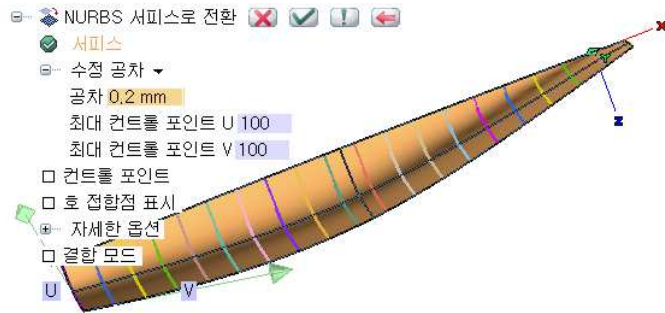 NURBS 서피스로 전환
서피스
수정 공차
공차 0.2 mm
최대 컨트롤 포인트 U 100
최대 컨트롤 포인트 V 100
컨트롤 포인트
호 접합점 표시
자세한 옵션
결합 모드
U
V
X
Y
Z